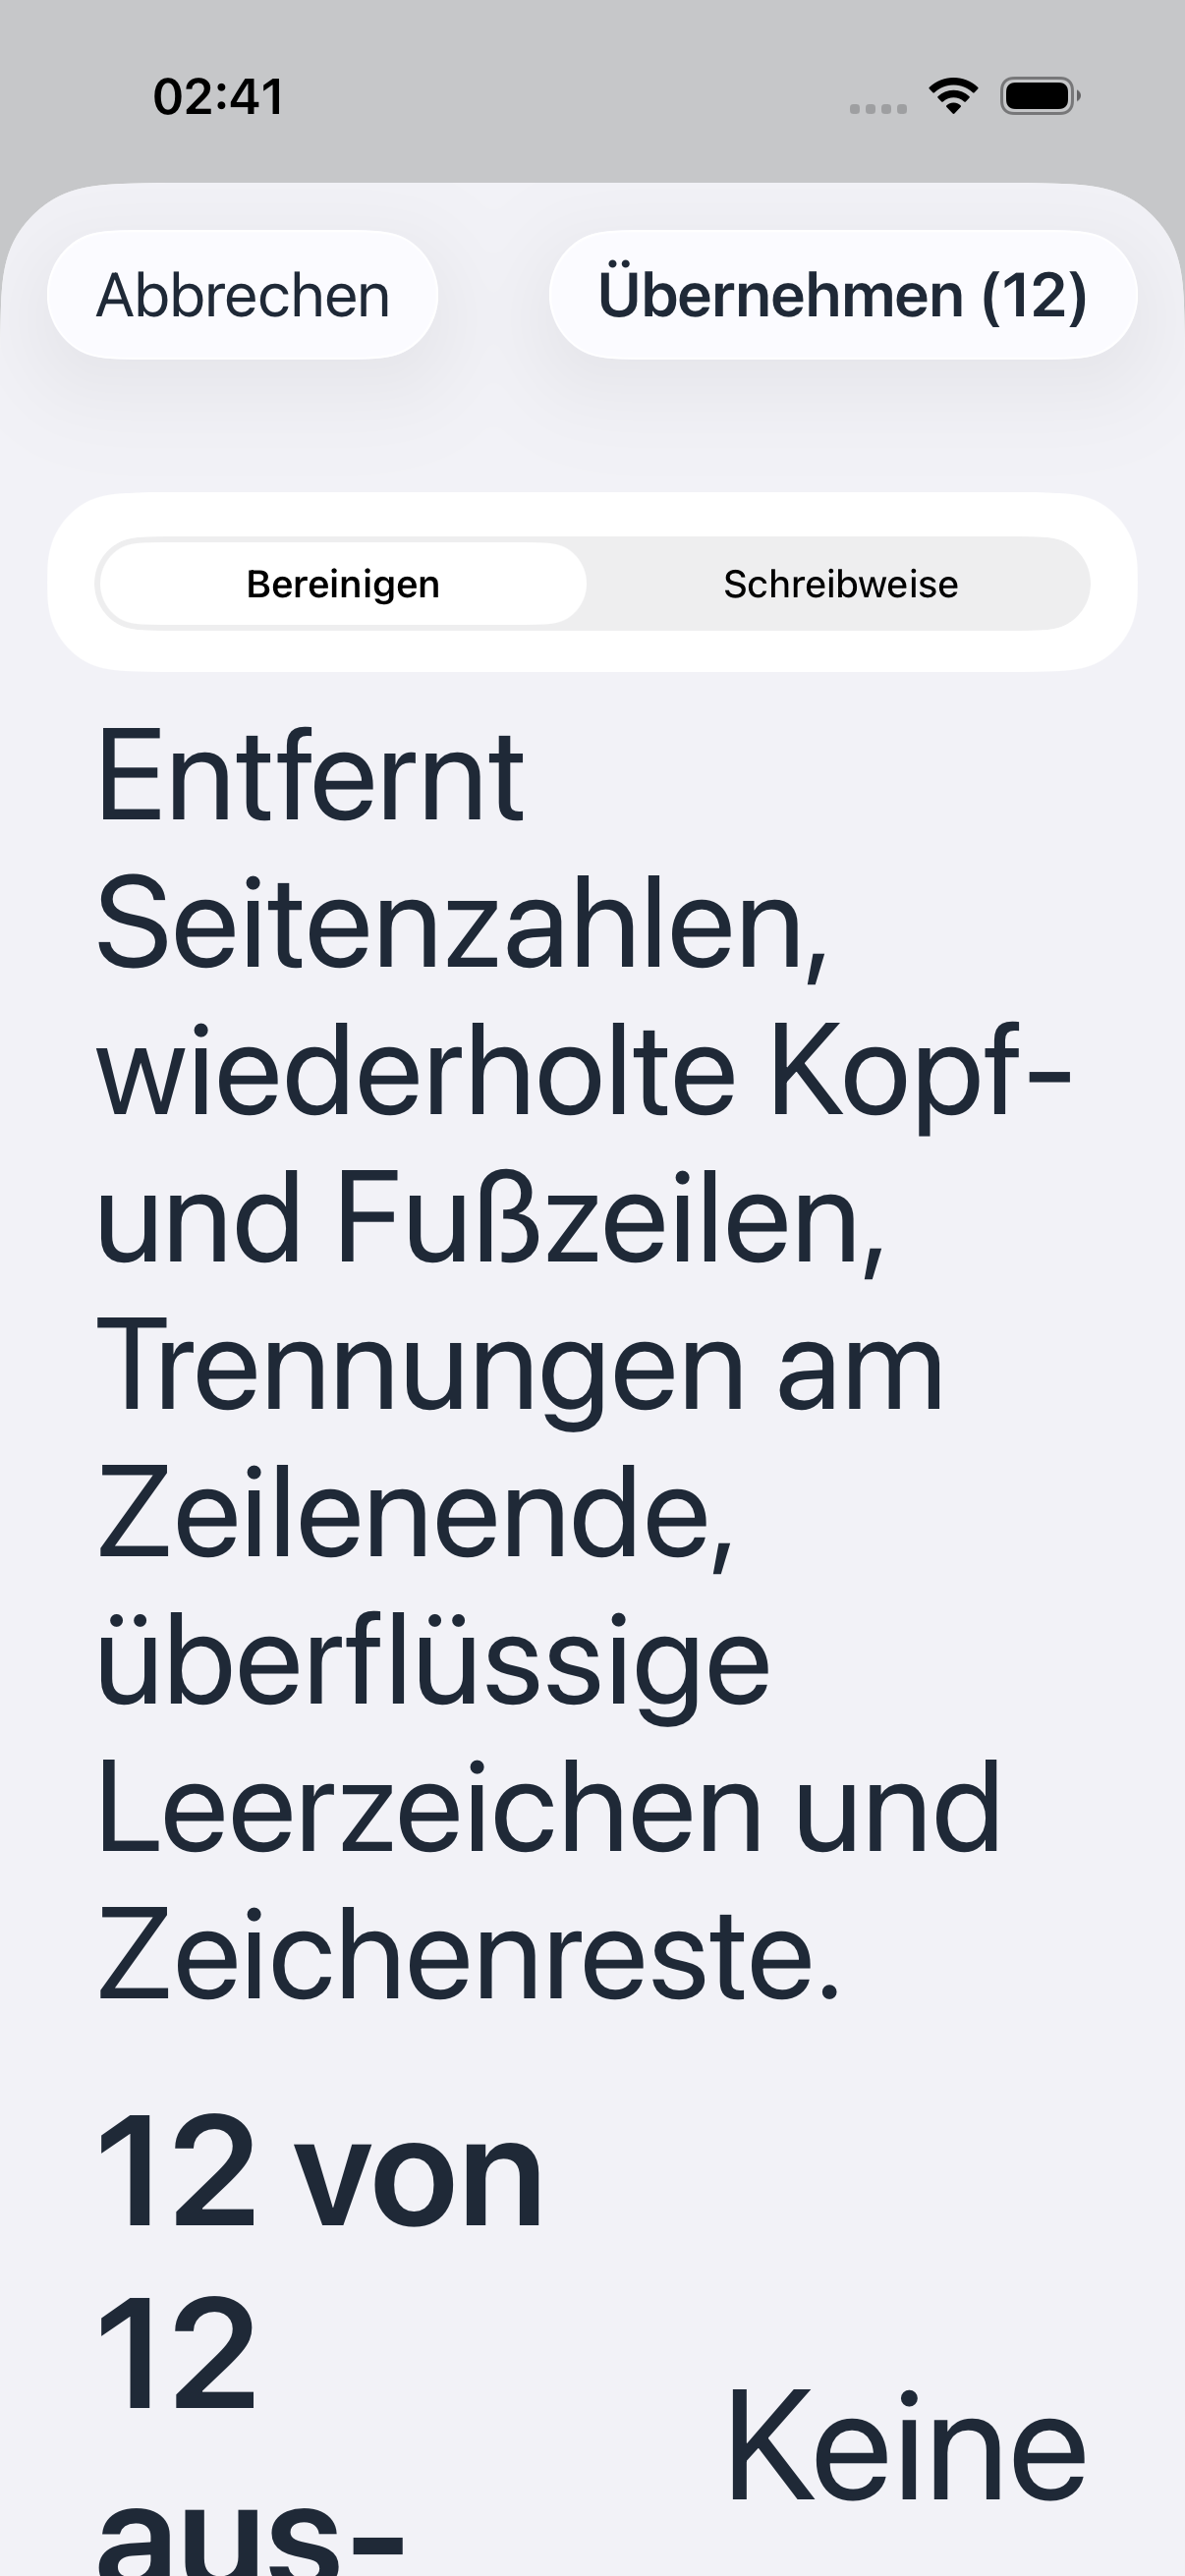 02:41
Abbrechen
Übernehmen (12)
Bereinigen
Schreibweise
Entfernt
Seitenzahlen,
wiederholte Kopf-
und Fußzeilen,
Trennungen am
Zeilenende,
überflüssige
Leerzeichen und
Zeichenreste.
12 von
12
aus-
Keine